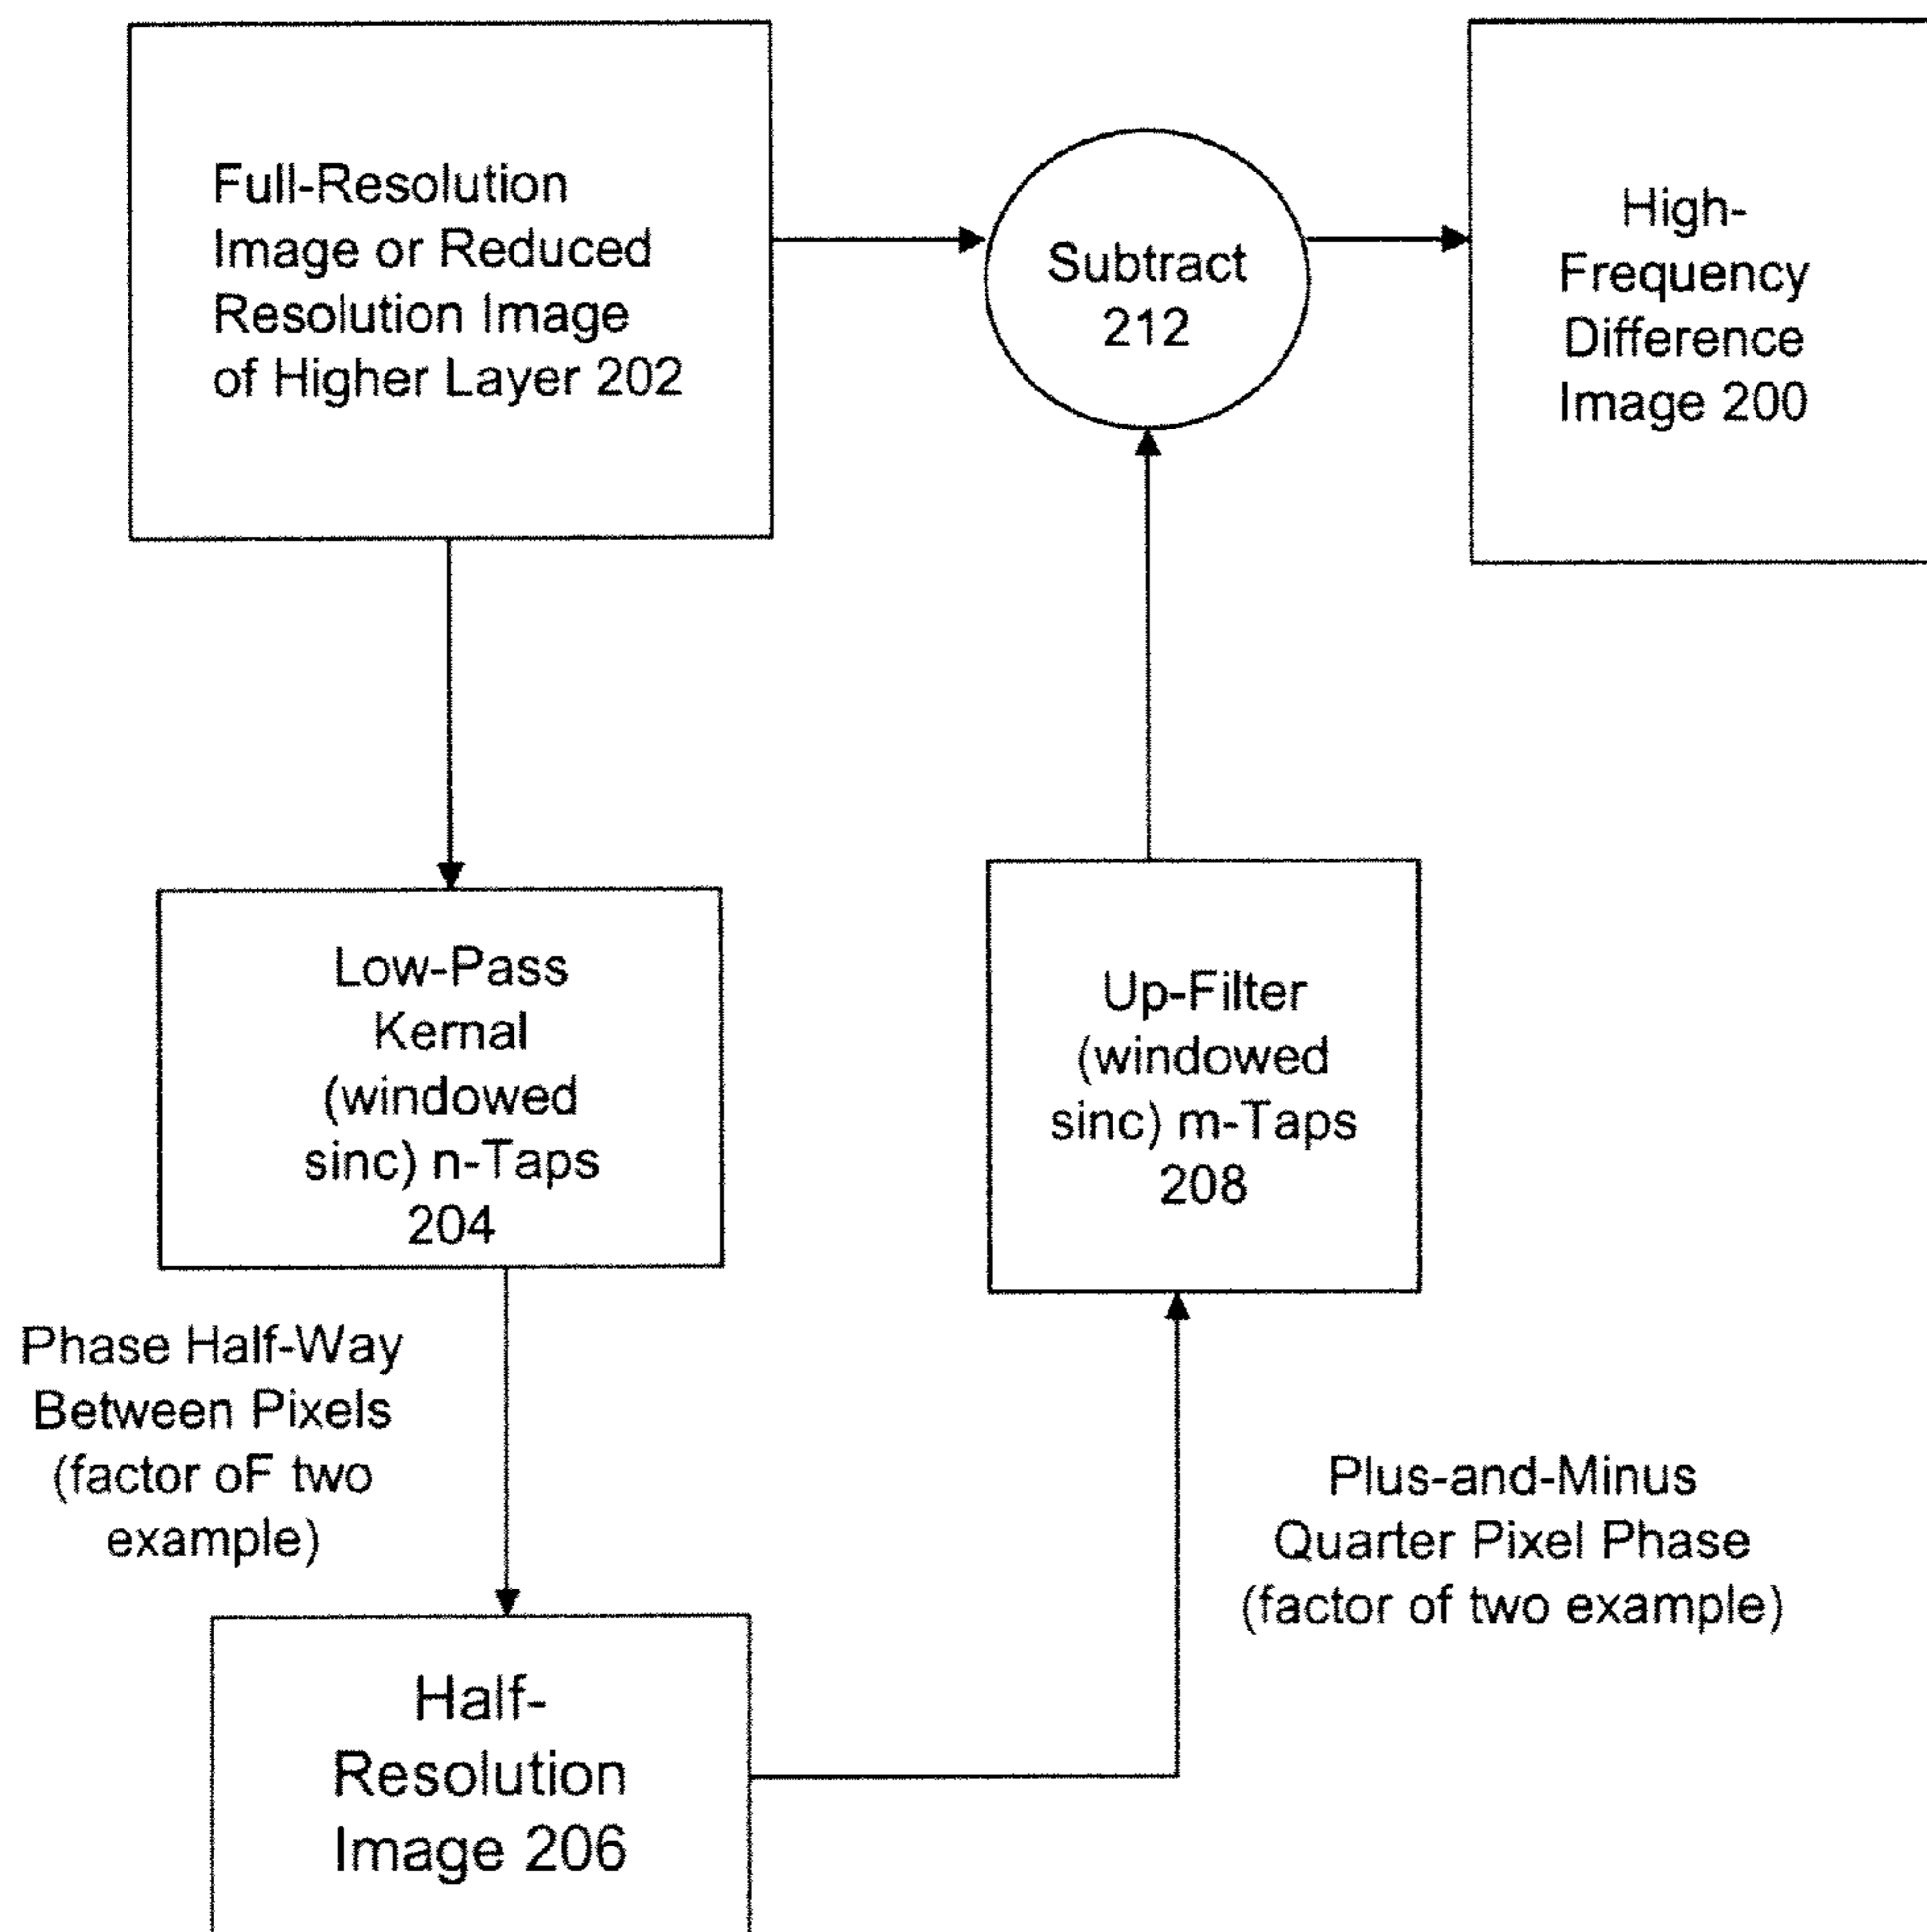 Full-Resolution
Image or Reduced
Resolution Image
of Higher Layer 202
Subtract
212
High-
Frequency
Difference
Image 200
Low-Pass
Kernal
(windowed
sinc) n-Taps
204
Up-Filter
(windowed
sinc) m-Taps
208
Phase Half-Way
Between Pixels
(factor oF two
example)
Plus-and-Minus
Quarter Pixel Phase
(factor of two example)
Half-
Resolution
Image 206